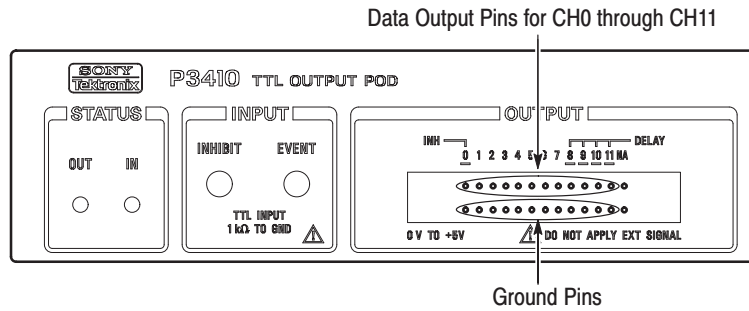 Data Output Pins for CH0 through CH11
SONY
Tektronix
P3410 TTL OUTPUT POD
STATUS
INPUT
OUTPUT
OUT
IN
INHIBIT
EVENT
TTL INPUT
1 kΩ TO GND
INH
DELAY
0 1 2 3 4 5 6 7 8 9 10 11 NA
0 V TO +5V
DO NOT APPLY EXT SIGNAL
Ground Pins